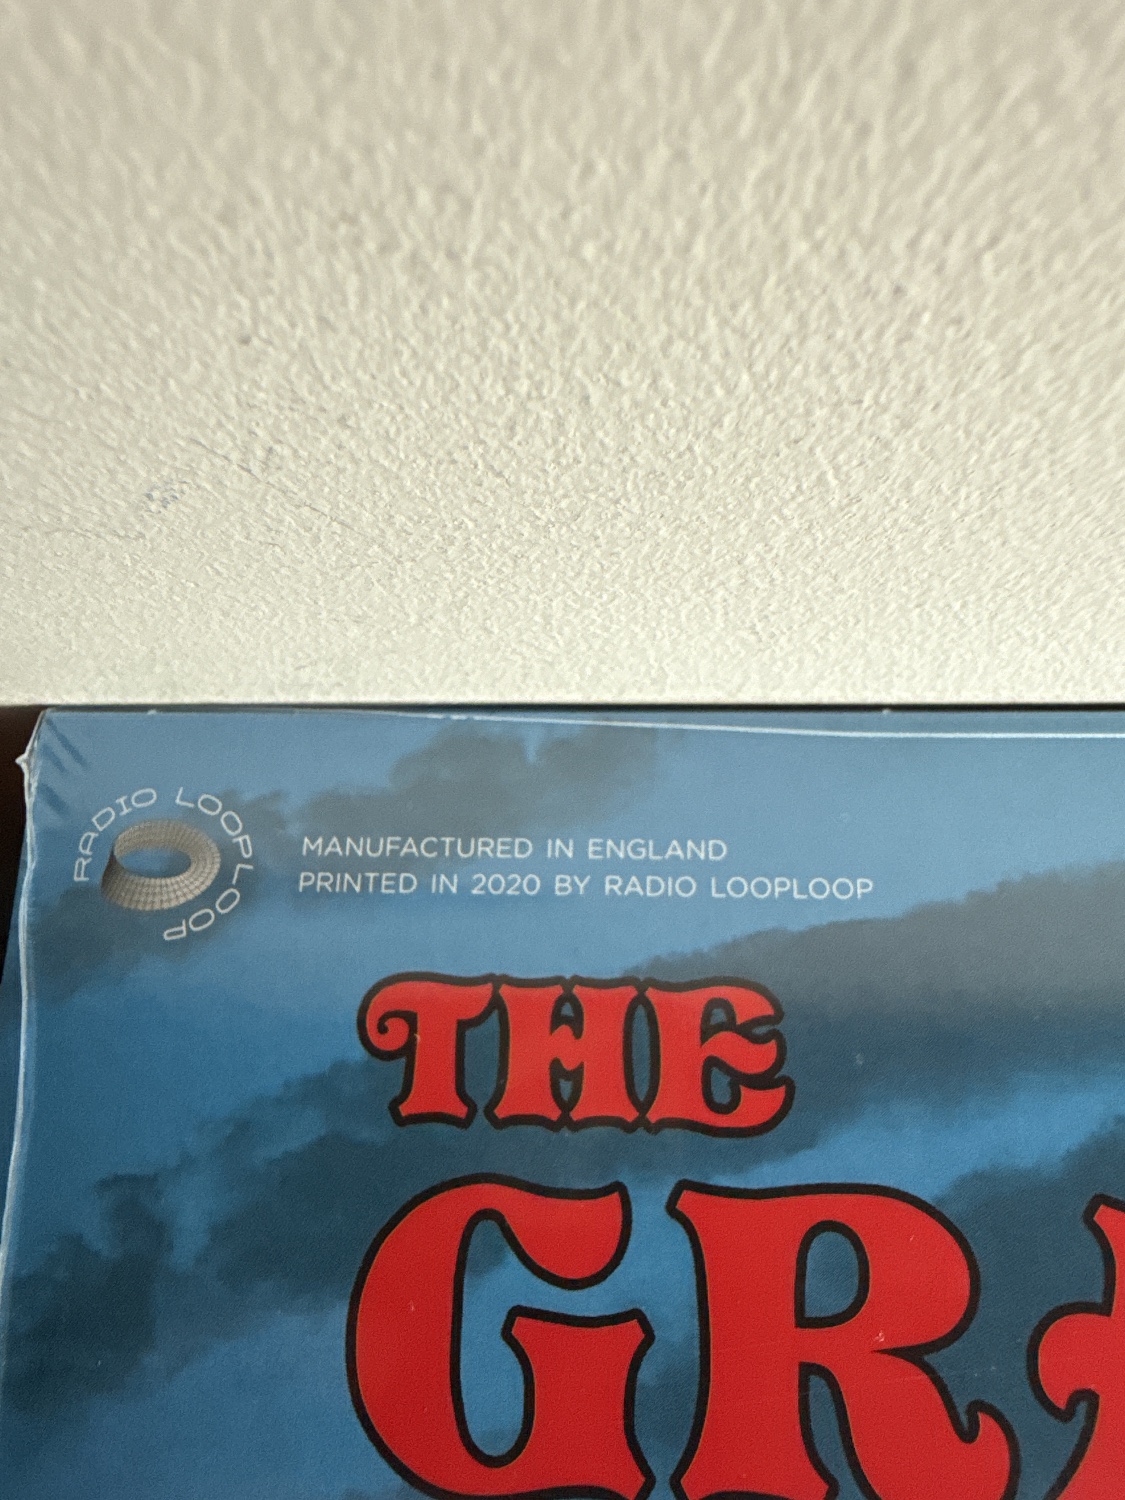 RADIO LOOPLOOP
MANUFACTURED IN ENGLAND
PRINTED IN 2020 BY RADIO LOOPLOOP
THE
GR